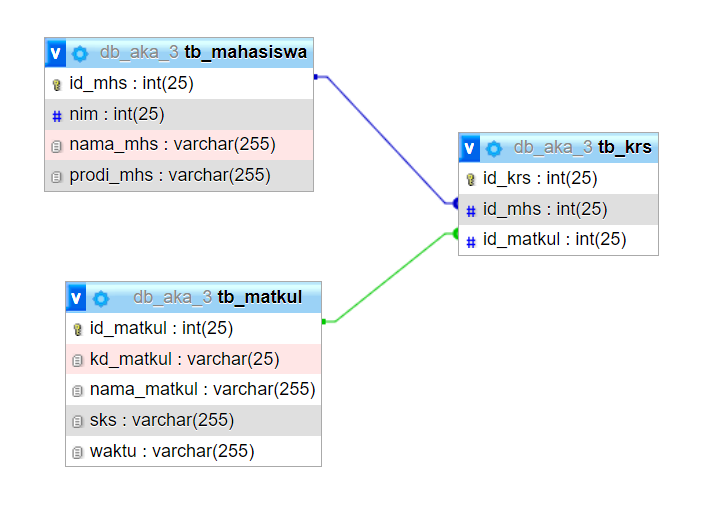 v db_aka_3 tb_mahasiswa
id_mhs : int(25)
# nim : int(25)
nama_mhs : varchar(255)
prodi_mhs : varchar(255)
v db_aka_3 tb_krs
id_krs : int(25)
# id_mhs : int(25)
# id_matkul : int(25)
v db_aka_3 tb_matkul
id_matkul : int(25)
kd_matkul : varchar(25)
nama_matkul : varchar(255)
sks : varchar(255)
waktu : varchar(255)